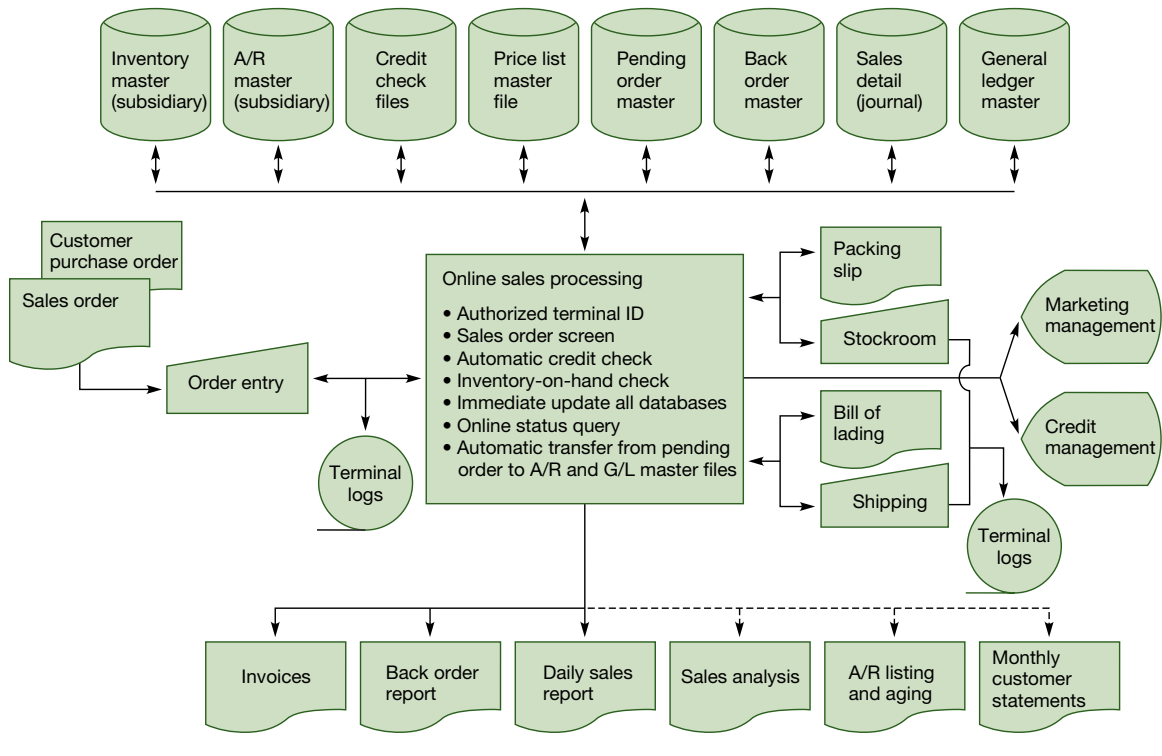 Inventory
master
(subsidiary)
A/R
master
(subsidiary)
Credit
check
files
Price list
master
file
Pending
order
master
Back
order
master
Sales
detail
(journal)
General
ledger
master
Customer
purchase order
Sales order
Order entry
Terminal
logs
Online sales processing
• Authorized terminal ID
• Sales order screen
• Automatic credit check
• Inventory-on-hand check
• Immediate update all databases
• Online status query
• Automatic transfer from pending
order to A/R and G/L master files
Packing
slip
Stockroom
Bill of
lading
Shipping
Marketing
management
Credit
management
Terminal
logs
Invoices
Back order
report
Daily sales
report
Sales analysis
A/R listing
and aging
Monthly
customer
statements